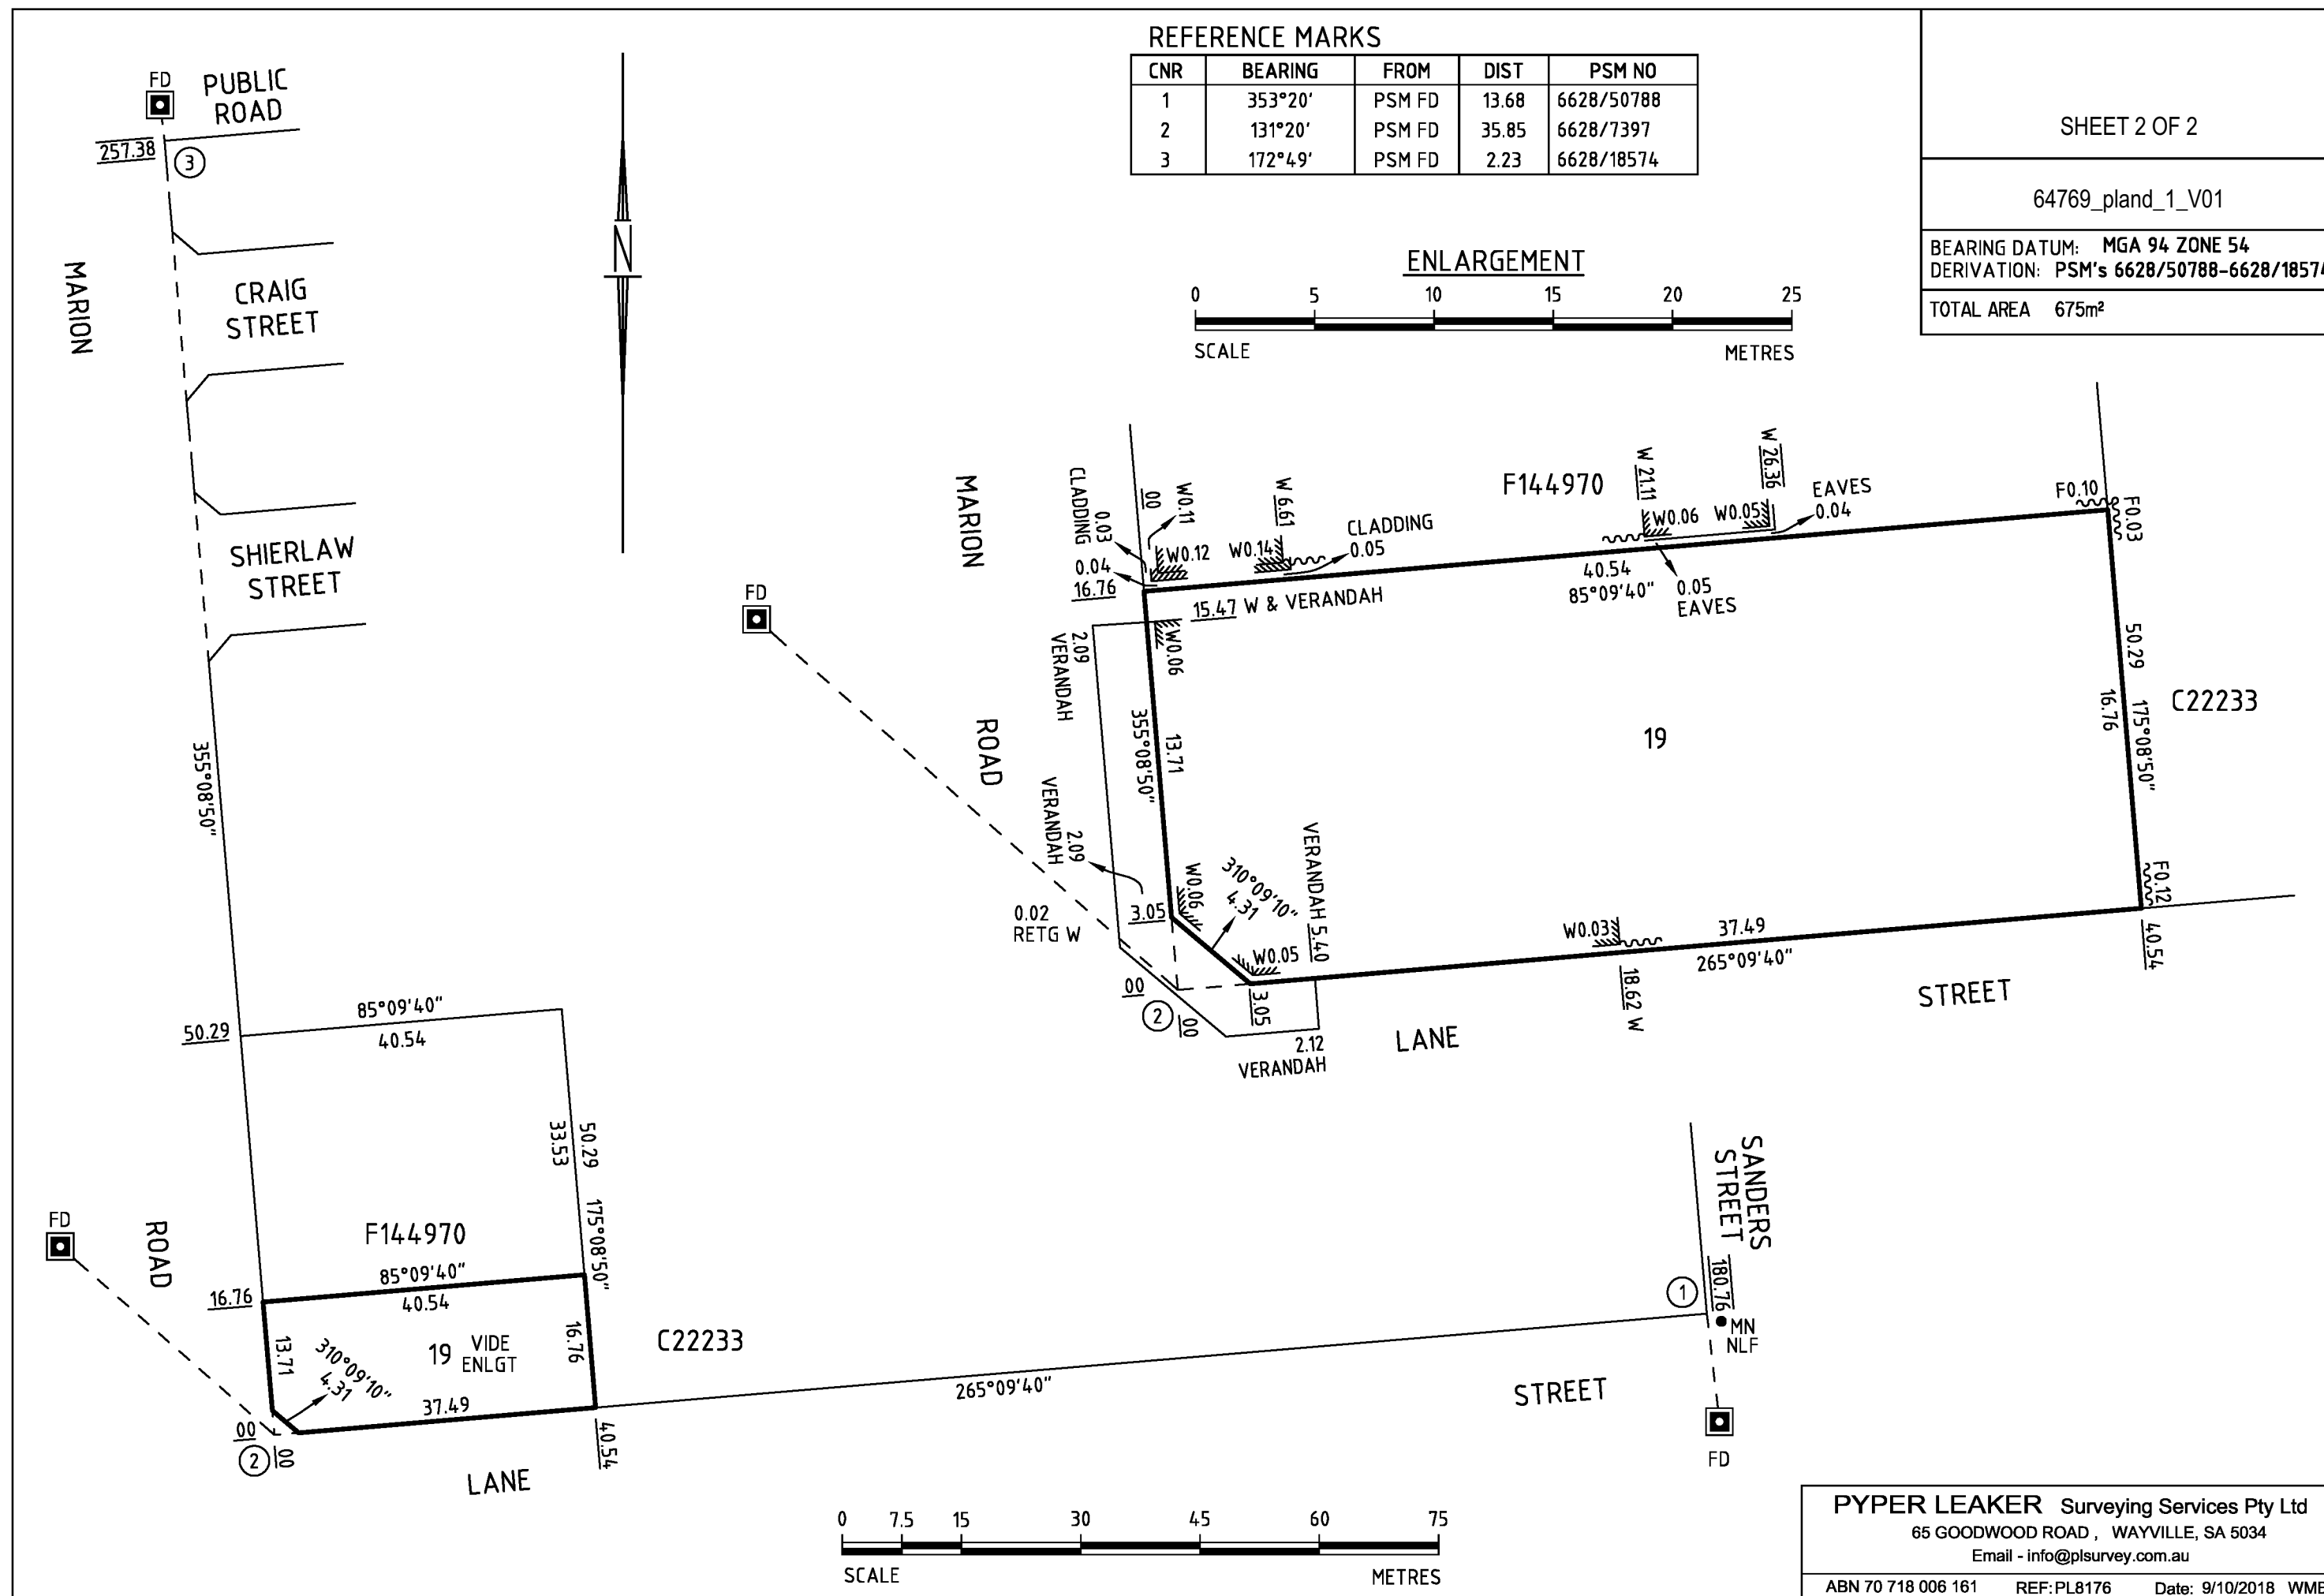 REFERENCE MARKS
CNR BEARING FROM DIST PSM NO
1 353°20' PSM FD 13.68 6628/50788
2 131°20' PSM FD 35.85 6628/7397
3 172°49' PSM FD 2.23 6628/18574
SHEET 2 OF 2
64769_pland_1_V01
BEARING DATUM: MGA 94 ZONE 54
DERIVATION: PSM's 6628/50788-6628/18574
TOTAL AREA 675m²
FD
PUBLIC
ROAD
257.38
3
MARION
CRAIG
STREET
SHIERLAW
STREET
355°08'50"
N
ENLARGEMENT
0 5 10 15 20 25
SCALE METRES
FD
MARION
ROAD
CLADDING
0.03
00
W0.11
W0.12
0.04
16.76
W 6.61
W0.14
CLADDING
0.05
F144970
W 21.11
W0.06
W 26.36
W0.05
EAVES
0.04
F0.10
F0.03
40.54
85°09'40"
0.05
EAVES
15.47 W & VERANDAH
2.09
VERANDAH
W0.06
355°08'50"
13.71
19
50.29
16.76
175°08'50"
C22233
2.09
VERANDAH
0.02
RETG W
3.05
W0.06
310°09'10"
4.31
W0.05
VERANDAH 5.40
W0.03
37.49
265°09'40"
F0.12
40.54
18.62 W
00
2
00
3.05
2.12
VERANDAH
LANE
STREET
50.29
85°09'40"
40.54
33.53
50.29
175°08'50"
FD
ROAD
F144970
16.76
85°09'40"
40.54
13.71
310°09'10"
4.31
19
VIDE
ENLGT
16.76
C22233
37.49
00
2
00
40.54
LANE
265°09'40"
STREET
SANDERS
STREET
1
180.76
MN
NLF
FD
0 7.5 15 30 45 60 75
SCALE METRES
PYPER LEAKER Surveying Services Pty Ltd
65 GOODWOOD ROAD , WAYVILLE, SA 5034
Email - info@plsurvey.com.au
ABN 70 718 006 161 REF:PL8176 Date: 9/10/2018